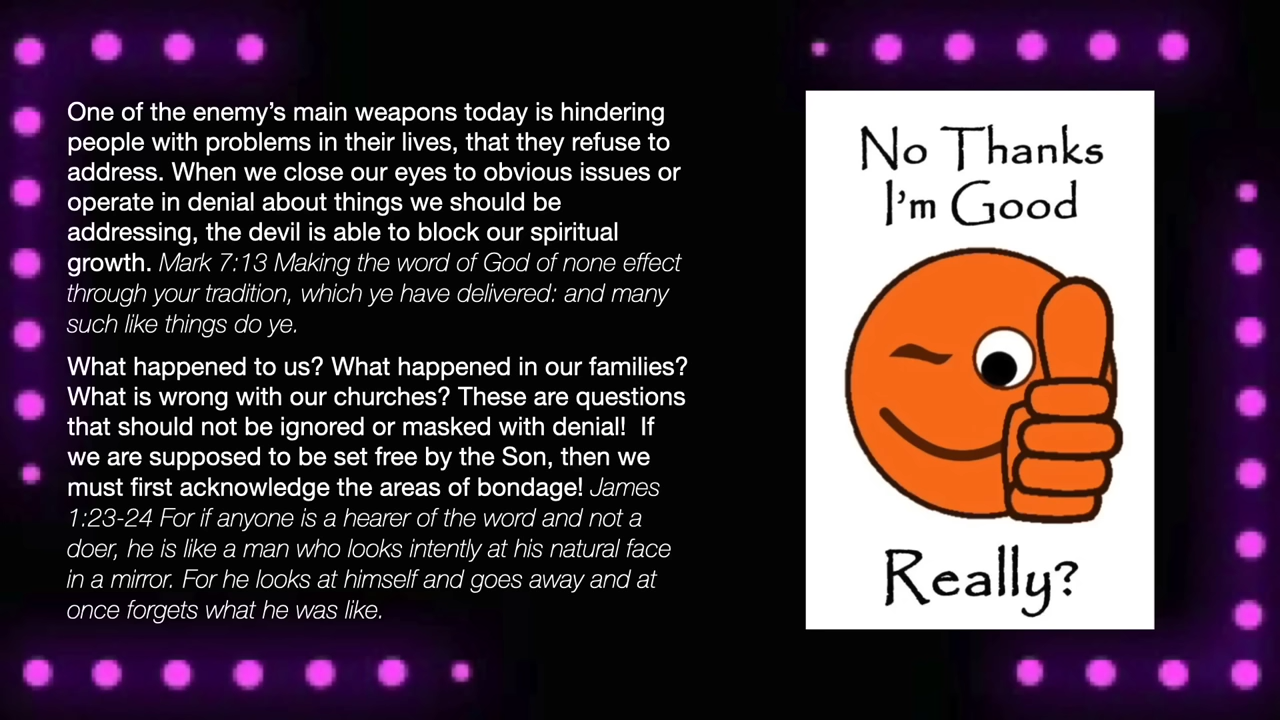 One of the enemy’s main weapons today is hindering
people with problems in their lives, that they refuse to
address. When we close our eyes to obvious issues or
operate in denial about things we should be
addressing, the devil is able to block our spiritual
growth. Mark 7:13 Making the word of God of none effect
through your tradition, which ye have delivered: and many
such like things do ye.
What happened to us? What happened in our families?
What is wrong with our churches? These are questions
that should not be ignored or masked with denial!  If
we are supposed to be set free by the Son, then we
must first acknowledge the areas of bondage! James
1:23-24 For if anyone is a hearer of the word and not a
doer, he is like a man who looks intently at his natural face
in a mirror. For he looks at himself and goes away and at
once forgets what he was like.
No Thanks
I'm Good
Really?